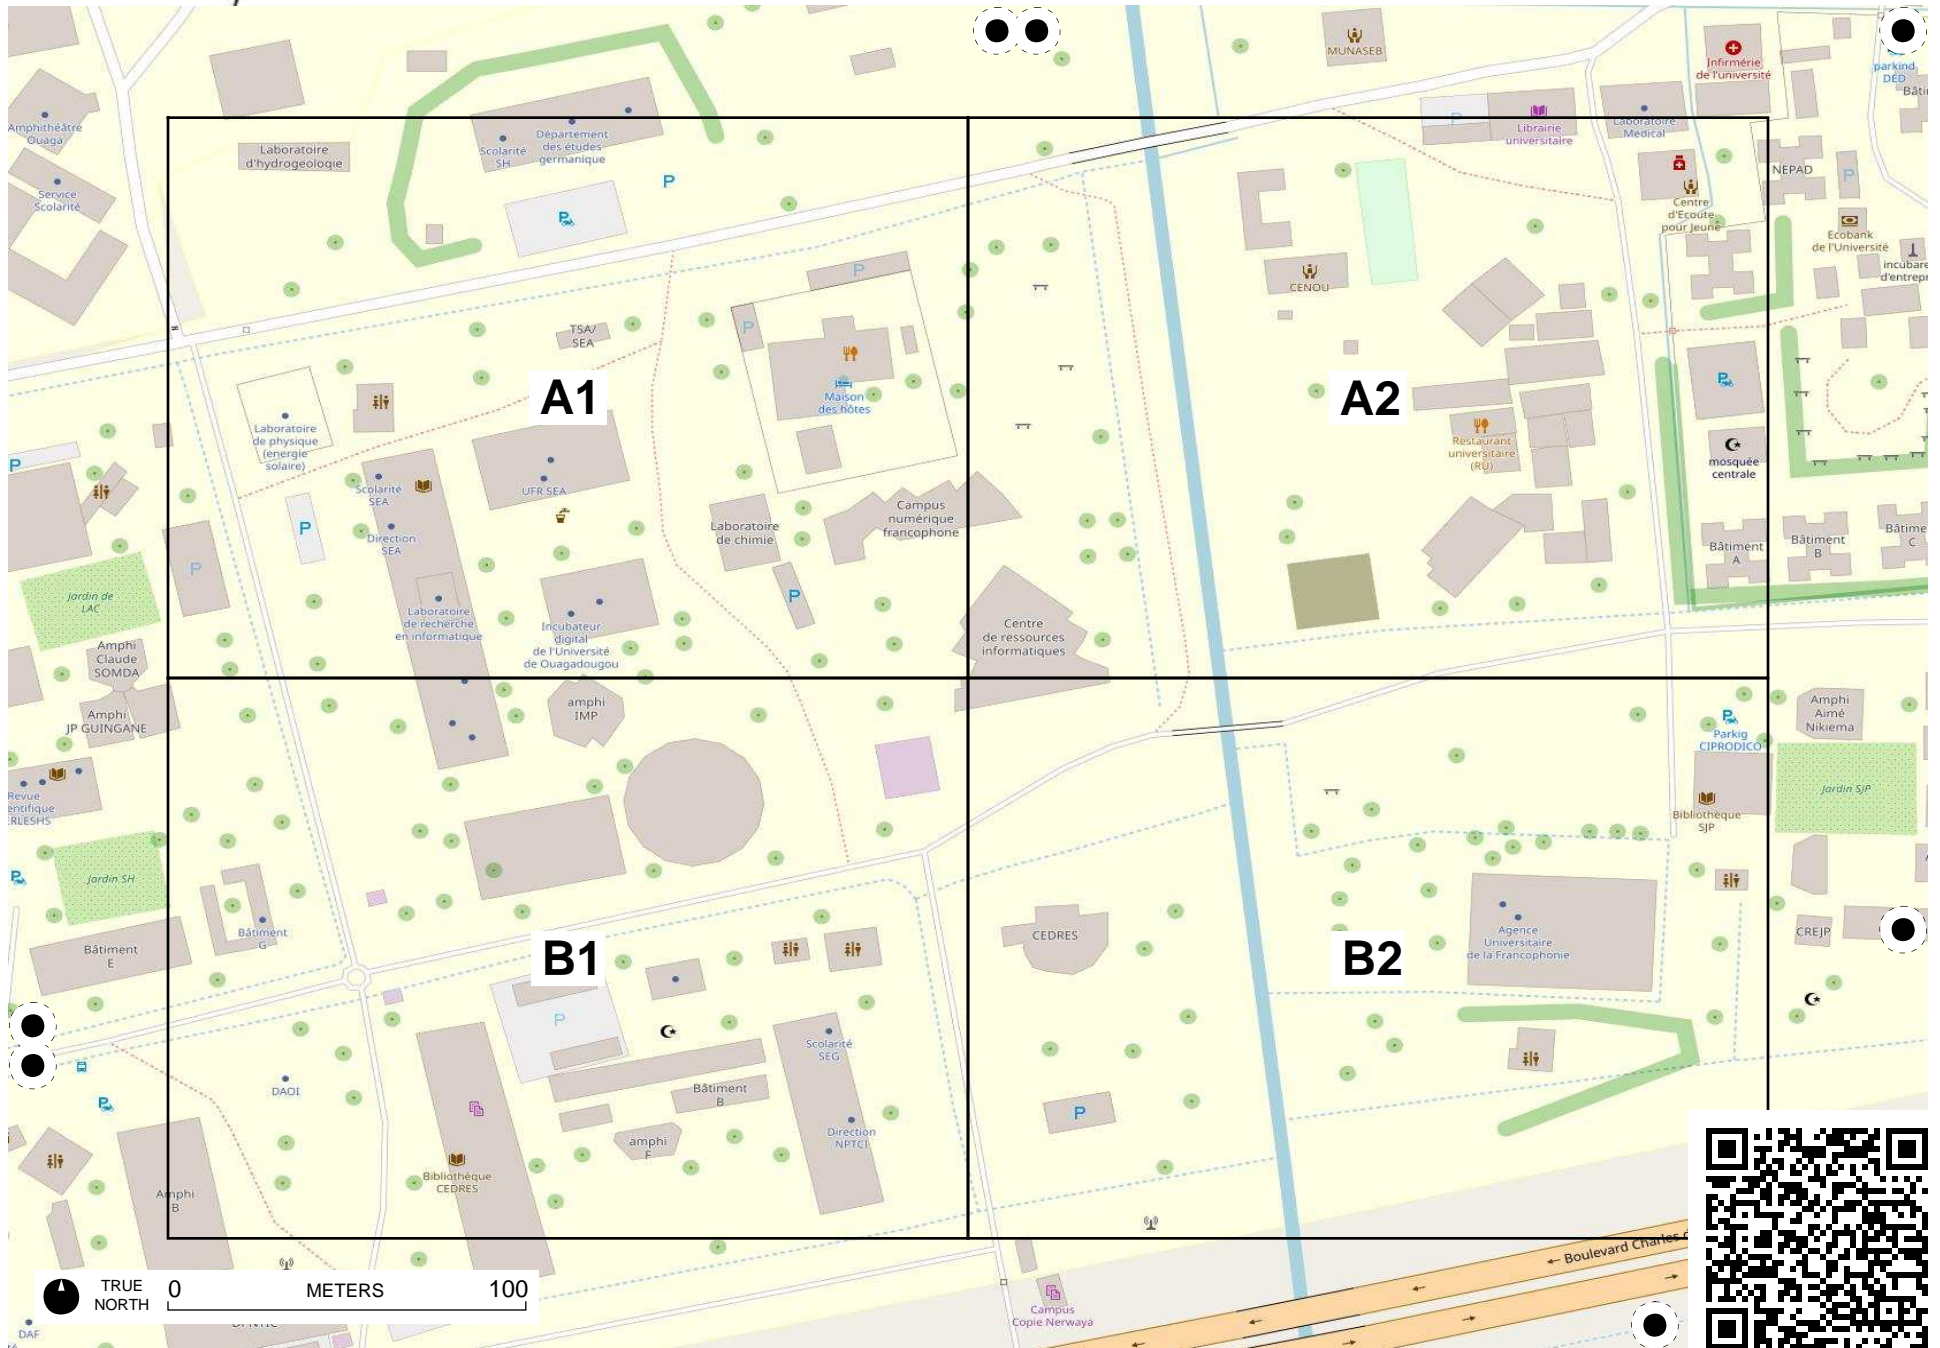 MUNASEB
Infirmérie
de l'université
parkind
DED
Amphithéâtre
Ouaga
Service
Scolarité
Laboratoire
d'hydrogeologie
Scolarité
SH
Département
des études
germanique
P
P
Librairie
universitaire
P
Laboratoire
Medical
NEPAD
P
Centre
d'Ecoute
pour Jeune
Ecobank
de l'Université
CENOU
P
P
TSA/
SEA
A1
A2
Maison
des hôtes
P
Laboratoire
de physique
(energie
solaire)
Restaurant
universitaire
(RU)
mosquée
centrale
P
Scolarité
SEA
UFR SEA
P
Direction
SEA
Laboratoire
de chimie
Campus
numérique
francophone
Bâtiment
A
Bâtiment
B
C
P
P
Jardin de
LAC
Laboratoire
de recherche
en informatique
Incubateur
digital
de l'Université
de Ouagadougou
Centre
de ressources
informatiques
Amphi
Claude
SOMDA
Amphi
JP GUINGANE
amphi
IMP
P
Parkig
CIPRODICO
Amphi
Aimé
Nikiema
Revue
Bibliothèque
SJP
Jardin SJP
P
Jardin SH
Bâtiment
E
Bâtiment
G
B1
B2
CEDRES
Agence
Universitaire
de la Francophonie
CREJP
P
Scolarité
SEG
DAOI
P
Bâtiment
B
P
amphi
F
Direction
NPTCI
Bibliothèque
CEDRES
Amphi
B
Boulevard Charles
TRUE
NORTH
0 METERS 100
Campus
Copie Nerwaya
DAF